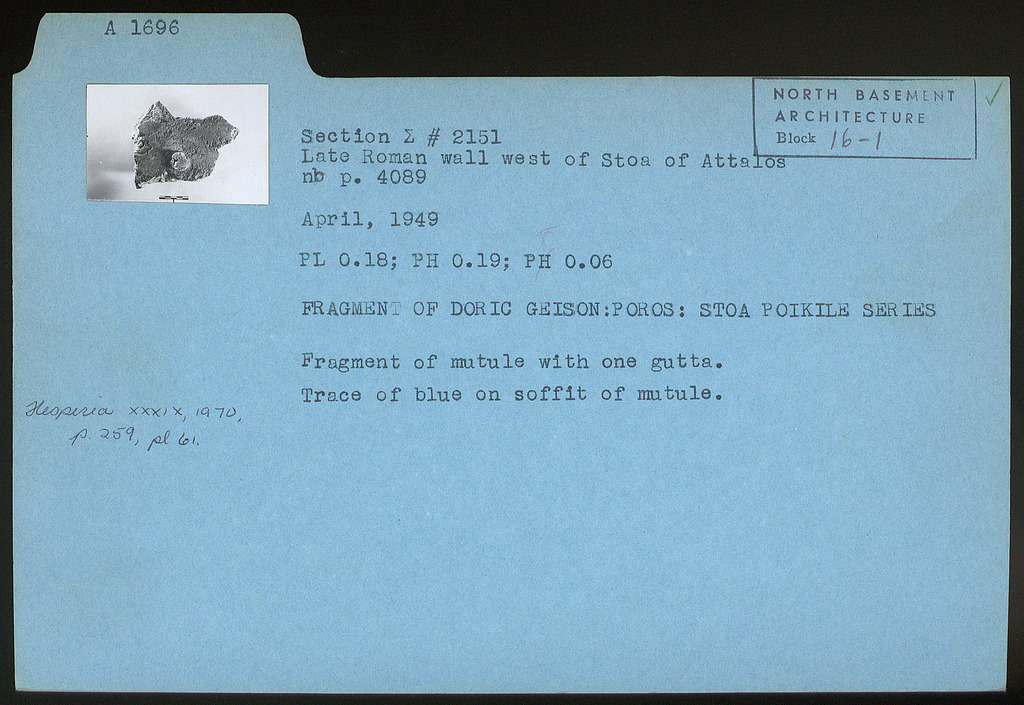 A 1696
NORTH BASEMENT
ARCHITECTURE
Block 16-1
Section Σ # 2151
Late Roman wall west of Stoa of Attalos
nb p. 4089
April, 1949
PL 0.18; PH 0.19; PH 0.06
FRAGMENT OF DORIC GEISON:POROS: STOA POIKILE SERIES
Fragment of mutule with one gutta.
Trace of blue on soffit of mutule.
Hesperia XXXIX, 1970,
p. 259, pl 61.